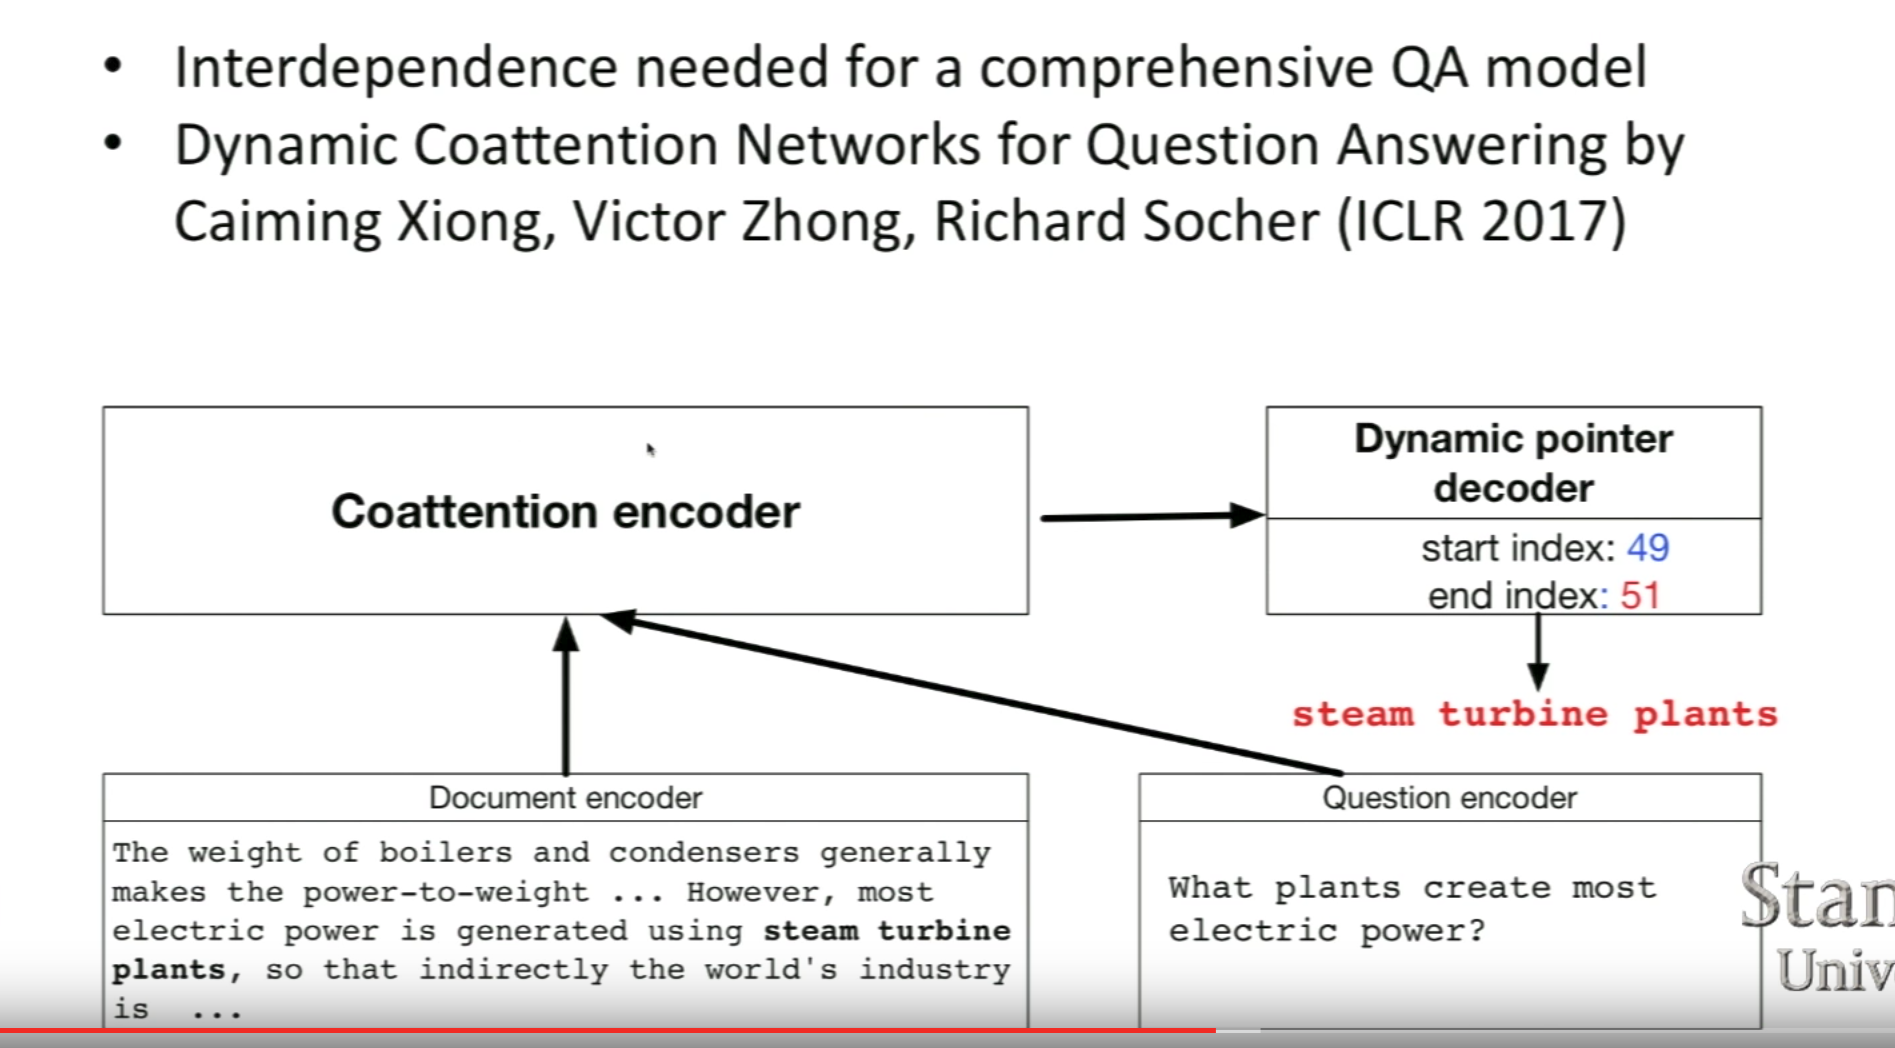 • Interdependence needed for a comprehensive QA model
• Dynamic Coattention Networks for Question Answering by
Caiming Xiong, Victor Zhong, Richard Socher (ICLR 2017)
Coattention encoder
Dynamic pointer
decoder
start index: 49
end index: 51
steam turbine plants
Document encoder
The weight of boilers and condensers generally
makes the power-to-weight ... However, most
electric power is generated using steam turbine
plants, so that indirectly the world's industry
is ...
Question encoder
What plants create most
electric power?
Stan
Univ